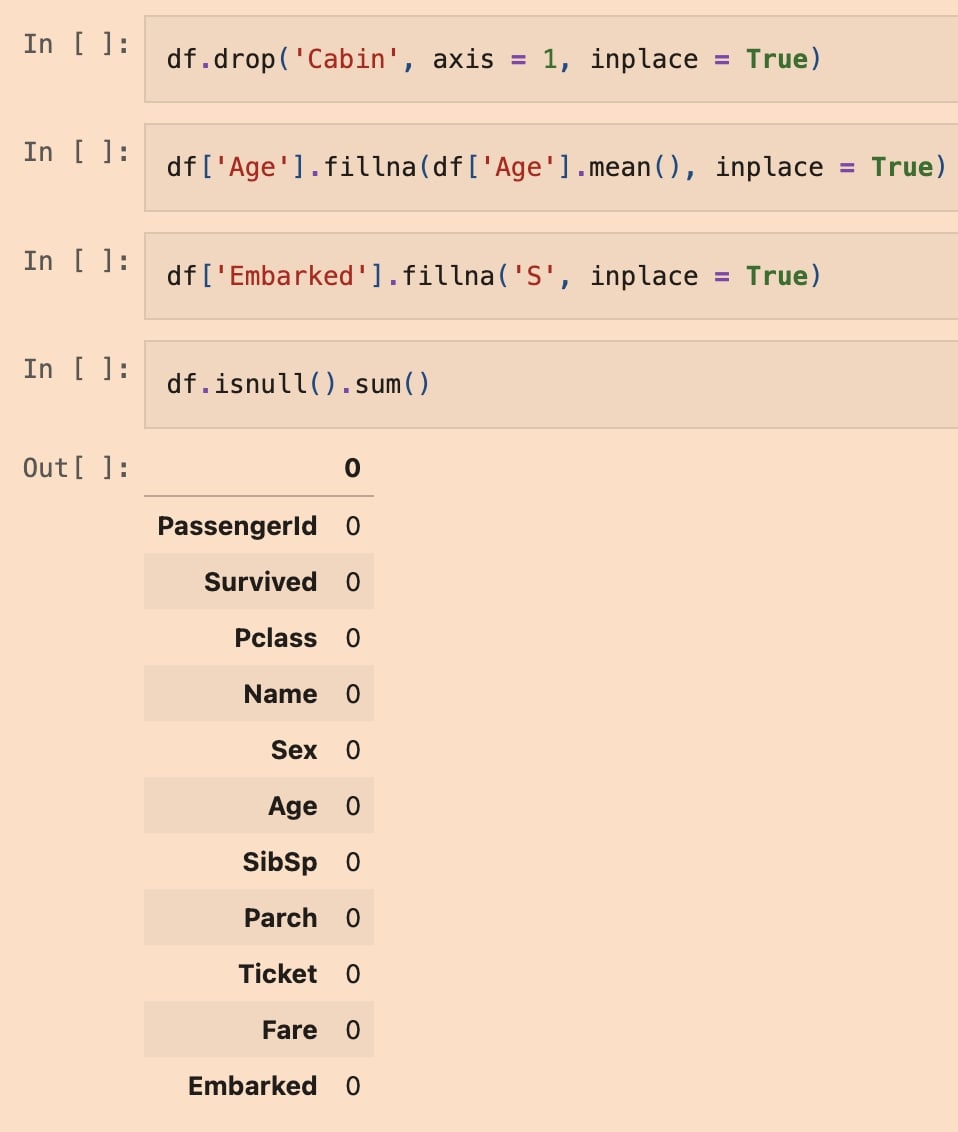 In [ ]: df.drop('Cabin', axis = 1, inplace = True)
In [ ]: df['Age'].fillna(df['Age'].mean(), inplace = True)
In [ ]: df['Embarked'].fillna('S', inplace = True)
In [ ]: df.isnull().sum()
Out[ ]: 0
PassengerId 0
Survived 0
Pclass 0
Name 0
Sex 0
Age 0
SibSp 0
Parch 0
Ticket 0
Fare 0
Embarked 0